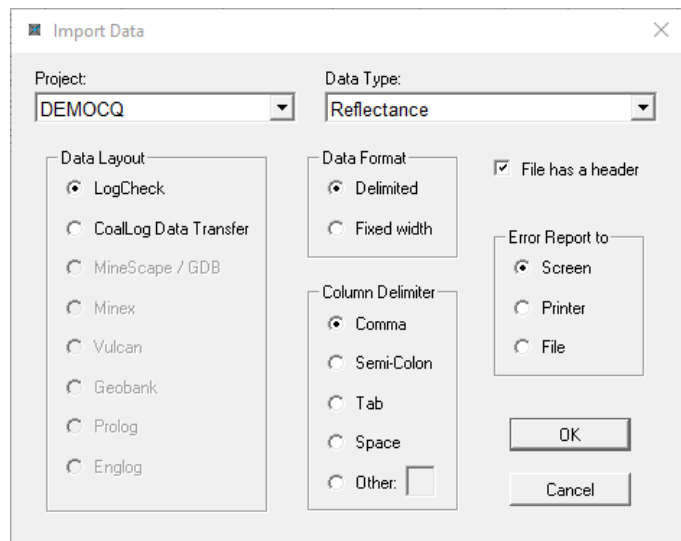 Import Data
Project:
DEMOCQ
Data Type:
Reflectance
Data Layout
LogCheck
CoalLog Data Transfer
MineScape / GDB
Minex
Vulcan
Geobank
Prolog
Englog
Data Format
Delimited
Fixed width
Column Delimiter
Comma
Semi-Colon
Tab
Space
Other:
File has a header
Error Report to
Screen
Printer
File
OK
Cancel